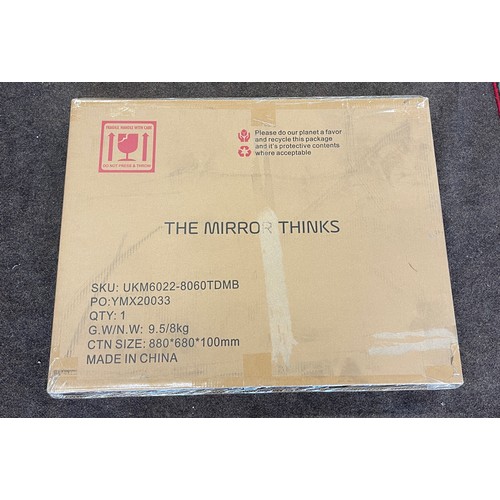 FRAGILE HANDLE WITH CARE
DO NOT PRESS & THROW
Please do our planet a favor
and recycle this package
and it's protective contents
where acceptable
THE MIRROR THINKS
SKU: UKM6022-8060TDMB
PO:YMX20033
QTY: 1
G.W/N.W: 9.5/8kg
CTN SIZE: 880*680*100mm
MADE IN CHINA